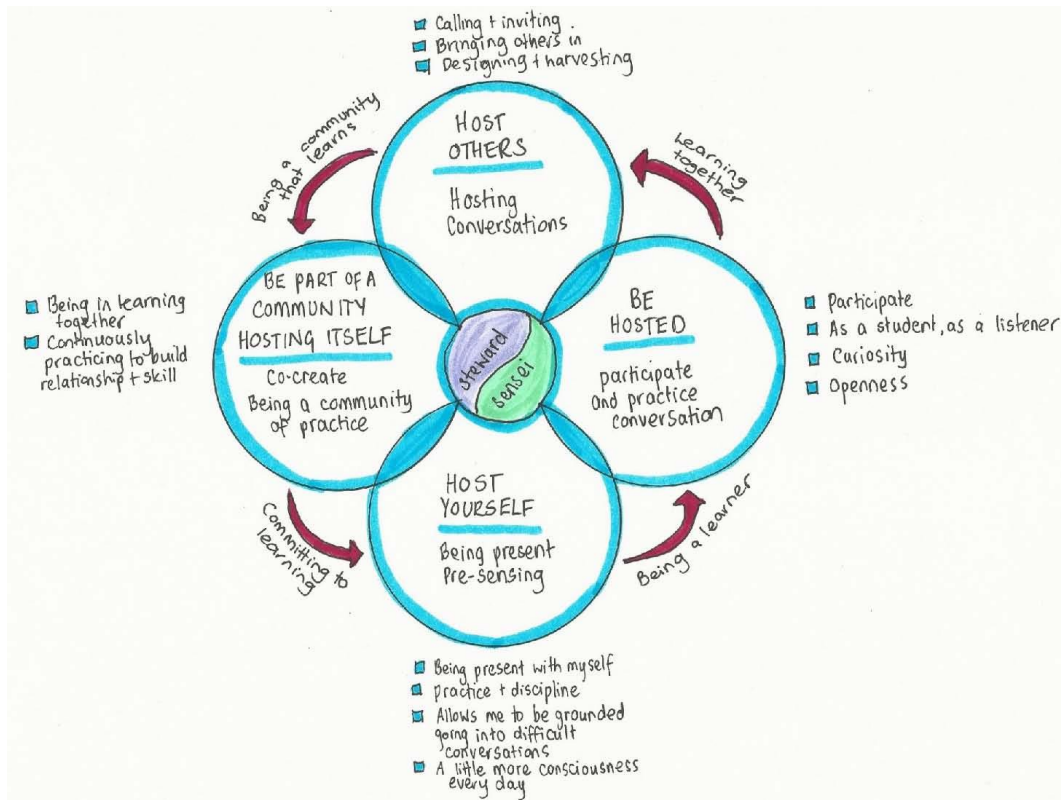 Calling + inviting.
Bringing others in
Designing + harvesting
Being a community
that learns
HOST
OTHERS
Hosting
Conversations
Learning
together
Being in learning
together
Continuously
practicing to build
relationship + skill
BE PART OF A
COMMUNITY
HOSTING ITSELF
Co-create
Being a community
of practice
steward
sensei
BE
HOSTED
participate
and practice
conversation
Participate
As a student, as a listener
Curiosity
Openness
Committing to
learning
HOST
YOURSELF
Being present
Pre-sensing
Being a learner
Being present with myself
practice + discipline
Allows me to be grounded
going into difficult
conversations
A little more consciousness
every day